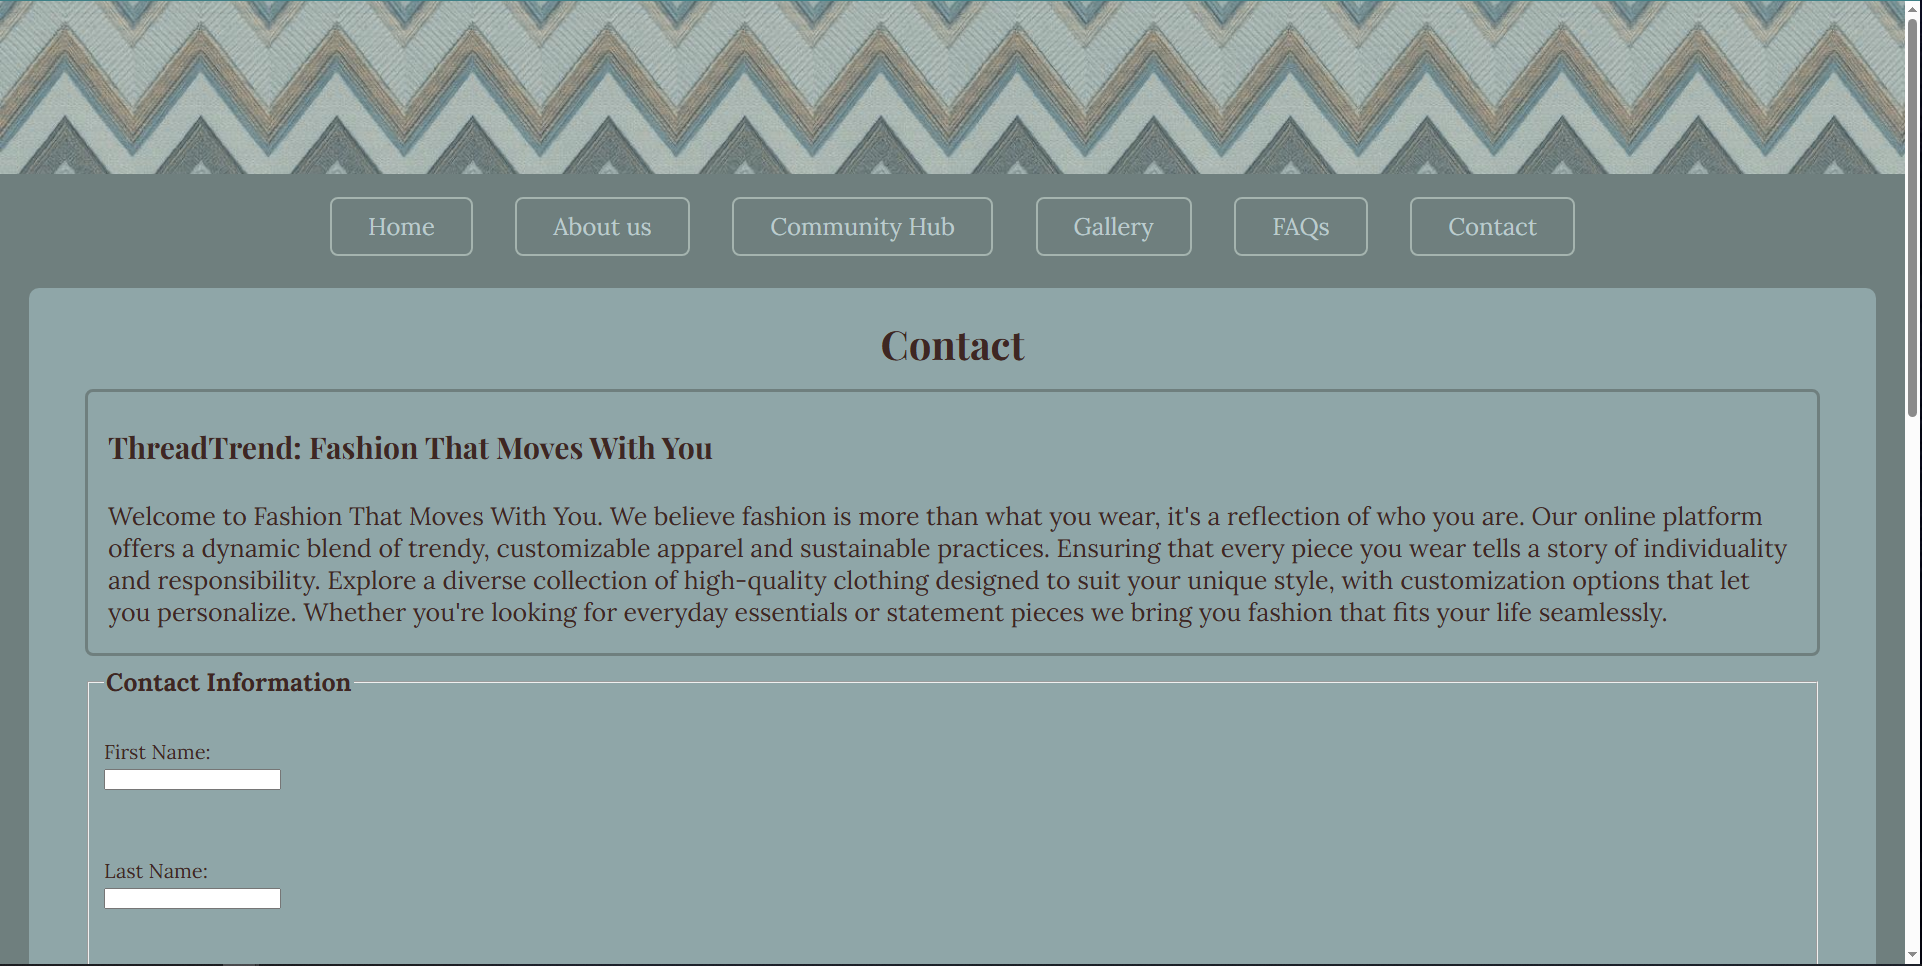 Home
About us
Community Hub
Gallery
FAQs
Contact
Contact
ThreadTrend: Fashion That Moves With You
Welcome to Fashion That Moves With You. We believe fashion is more than what you wear, it's a reflection of who you are. Our online platform
offers a dynamic blend of trendy, customizable apparel and sustainable practices. Ensuring that every piece you wear tells a story of individuality
and responsibility. Explore a diverse collection of high-quality clothing designed to suit your unique style, with customization options that let
you personalize. Whether you're looking for everyday essentials or statement pieces we bring you fashion that fits your life seamlessly.
Contact Information
First Name:
Last Name: